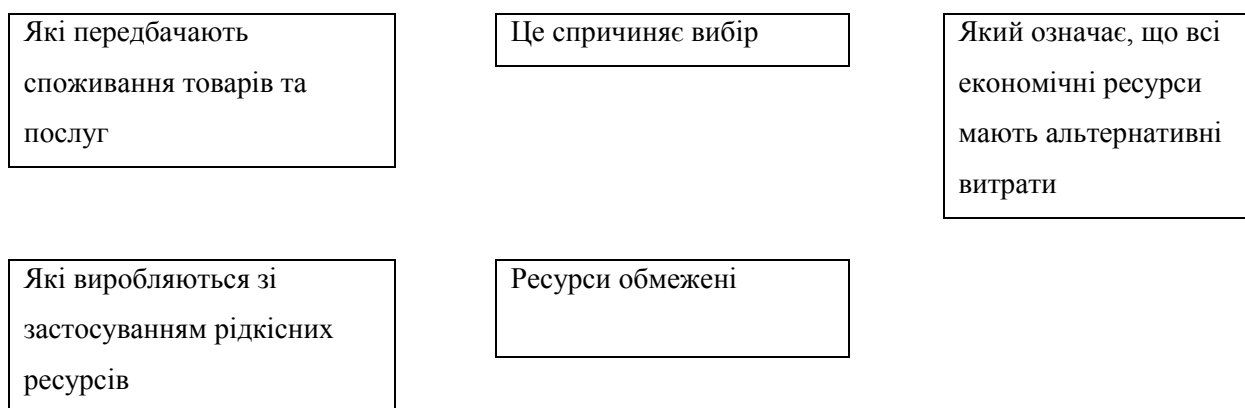 Які передбачають
споживання товарів та
послуг
Це спричиняє вибір
Який означає, що всі
економічні ресурси
мають альтернативні
витрати
Які виробляються зі
застосуванням рідкісних
ресурсів
Ресурси обмежені